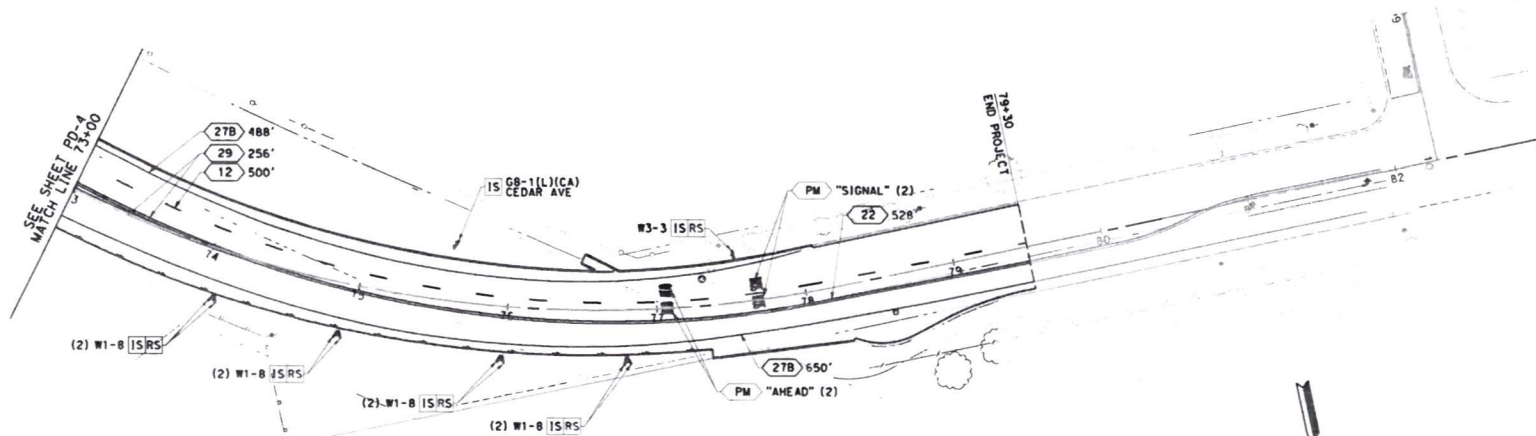 SEE SHEET PD-4
MATCH LINE 73+00
27B 488'
29 256'
12 500'
IS G8-1(L)(CA)
CEDAR AVE
W3-3 IS RS
PM "SIGNAL" (2)
22 528'
79+30
END PROJECT
3
74
75
76
77
78
79
80
82
(2) W1-8 IS RS
(2) W1-8 IS RS
(2) W1-8 IS RS
(2) W1-8 IS RS
27B 650'
PM "AHEAD" (2)